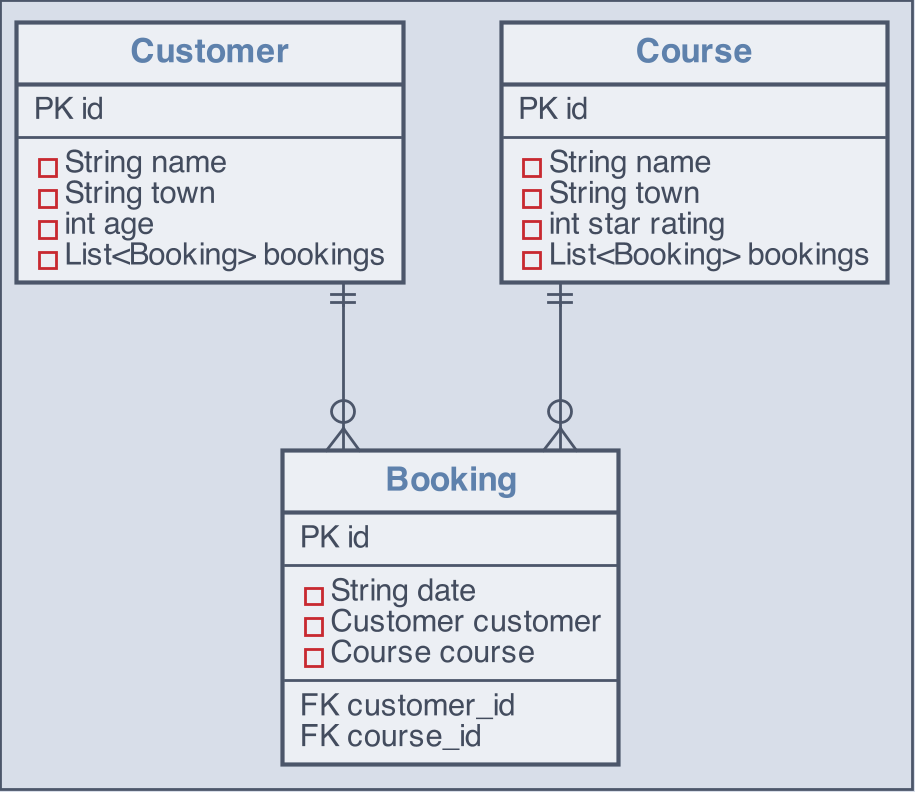 Customer
PK id
String name
String town
int age
List<Booking> bookings
Course
PK id
String name
String town
int star rating
List<Booking> bookings
Booking
PK id
String date
Customer customer
Course course
FK customer_id
FK course_id